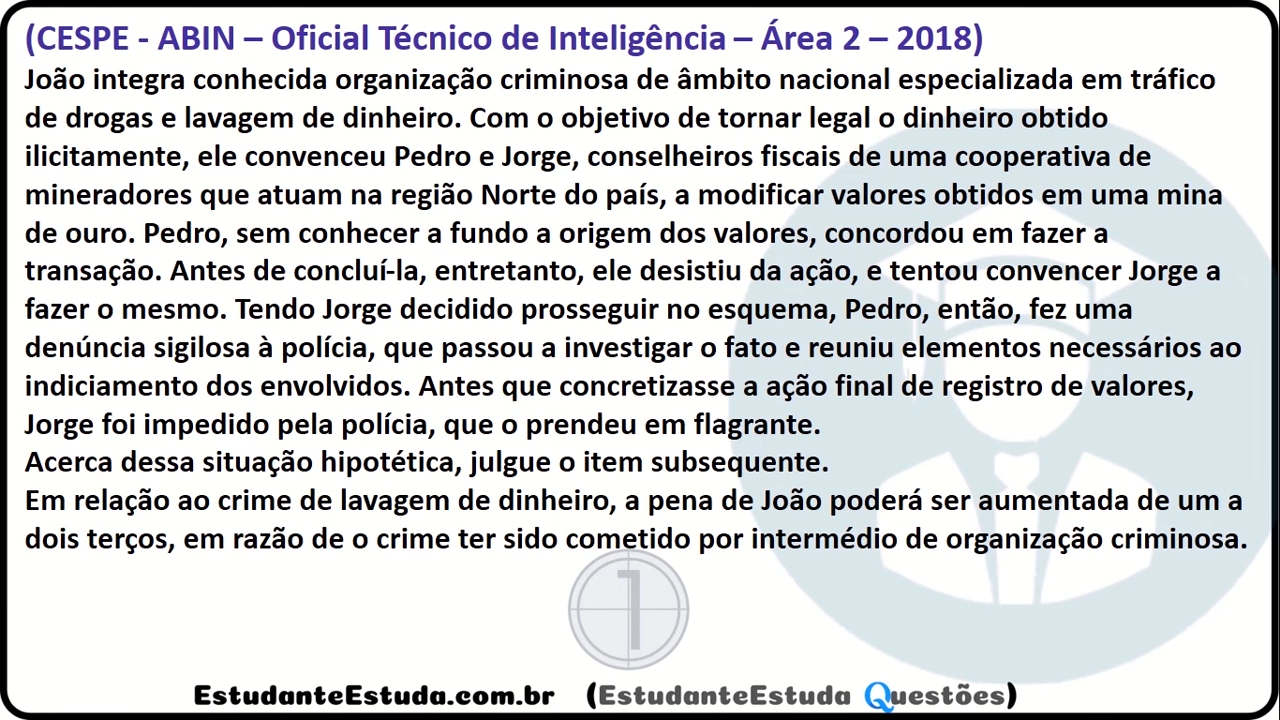 (CESPE - ABIN – Oficial Técnico de Inteligência – Área 2 – 2018)
João integra conhecida organização criminosa de âmbito nacional especializada em tráfico
de drogas e lavagem de dinheiro. Com o objetivo de tornar legal o dinheiro obtido
ilicitamente, ele convenceu Pedro e Jorge, conselheiros fiscais de uma cooperativa de
mineradores que atuam na região Norte do país, a modificar valores obtidos em uma mina
de ouro. Pedro, sem conhecer a fundo a origem dos valores, concordou em fazer a
transação. Antes de concluí-la, entretanto, ele desistiu da ação, e tentou convencer Jorge a
fazer o mesmo. Tendo Jorge decidido prosseguir no esquema, Pedro, então, fez uma
denúncia sigilosa à polícia, que passou a investigar o fato e reuniu elementos necessários ao
indiciamento dos envolvidos. Antes que concretizasse a ação final de registro de valores,
Jorge foi impedido pela polícia, que o prendeu em flagrante.
Acerca dessa situação hipotética, julgue o item subsequente.
Em relação ao crime de lavagem de dinheiro, a pena de João poderá ser aumentada de um a
dois terços, em razão de o crime ter sido cometido por intermédio de organização criminosa.
1
EstudanteEstuda.com.br (EstudanteEstuda Questões)